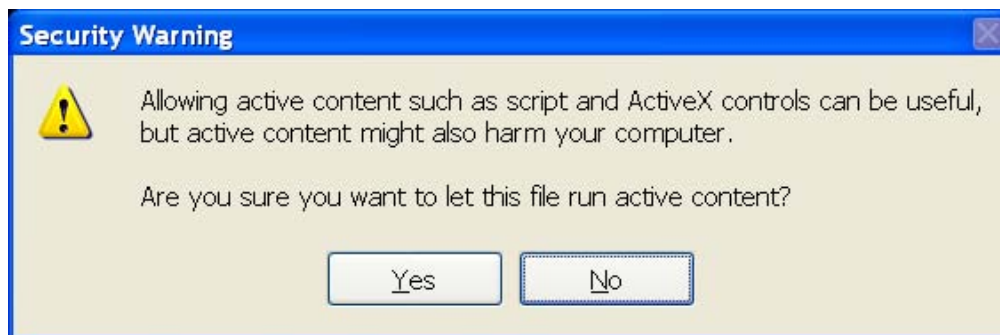 Security Warning
Allowing active content such as script and ActiveX controls can be useful,
but active content might also harm your computer.
Are you sure you want to let this file run active content?
Yes
No